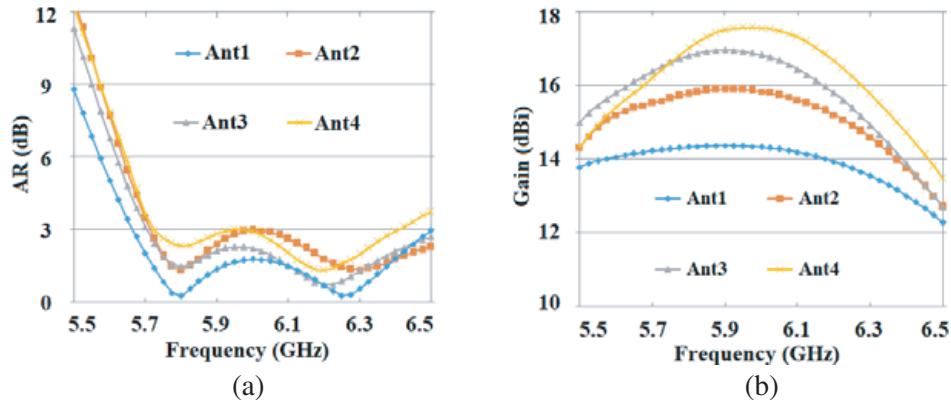 12
9
6
3
0
AR (dB)
Ant1
Ant2
Ant3
Ant4
5.5
5.7
5.9
6.1
6.3
6.5
Frequency (GHz)
(a)
18
16
14
12
10
Gain (dBi)
Ant1
Ant2
Ant3
Ant4
5.5
5.7
5.9
6.1
6.3
6.5
Frequency (GHz)
(b)